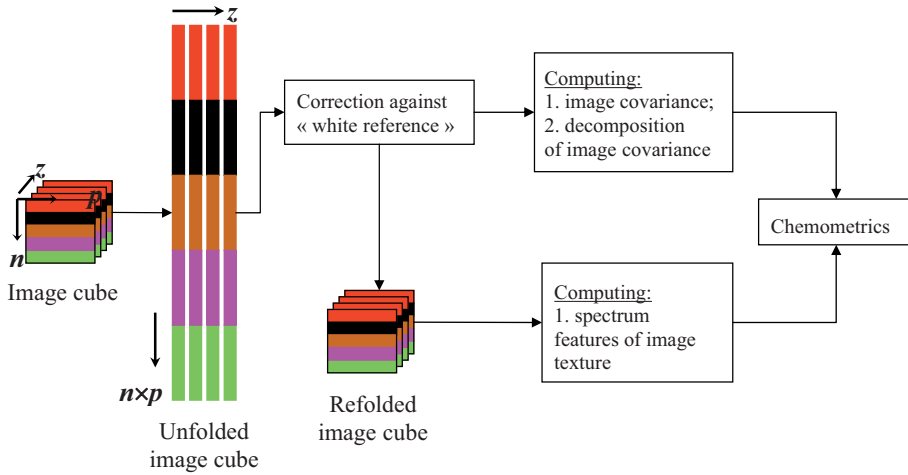 z
p
n
Image cube
z
n×p
Unfolded
image cube
Correction against
« white reference »
Refolded
image cube
Computing:
1. image covariance;
2. decomposition
of image covariance
Computing:
1. spectrum
features of image
texture
Chemometrics